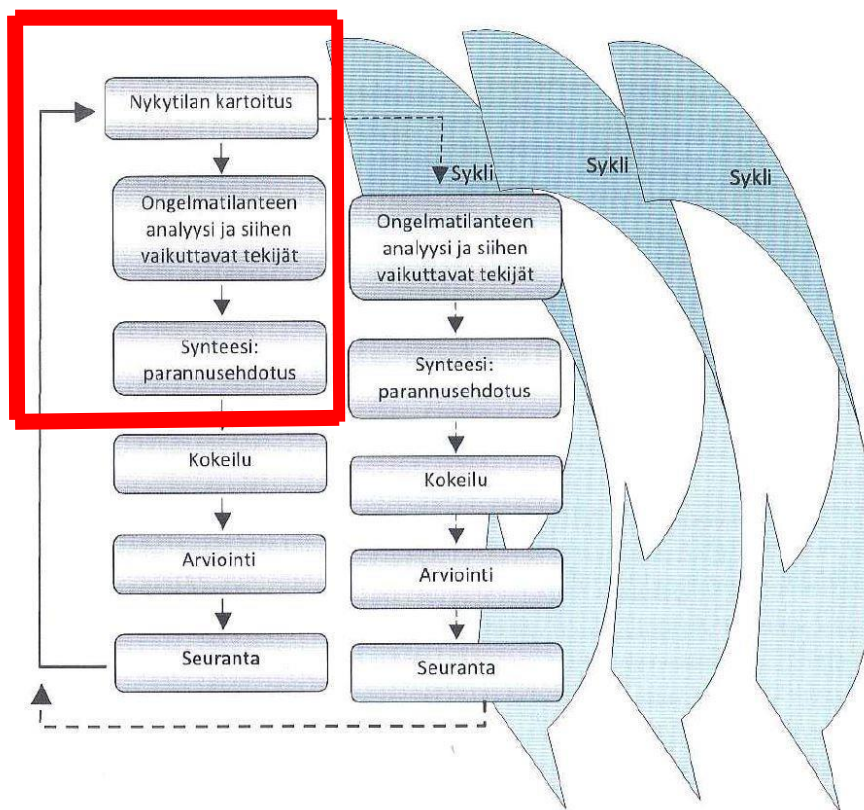 Nykytilan kartoitus
Ongelmatilanteen
analyysi ja siihen
vaikuttavat tekijät
Synteesi:
parannusehdotus
Kokeilu
Arviointi
Seuranta
Ongelmatilanteen
analyysi ja siihen
vaikuttavat tekijät
Synteesi:
parannusehdotus
Kokeilu
Arviointi
Seuranta
Sykli
Sykli
Sykli